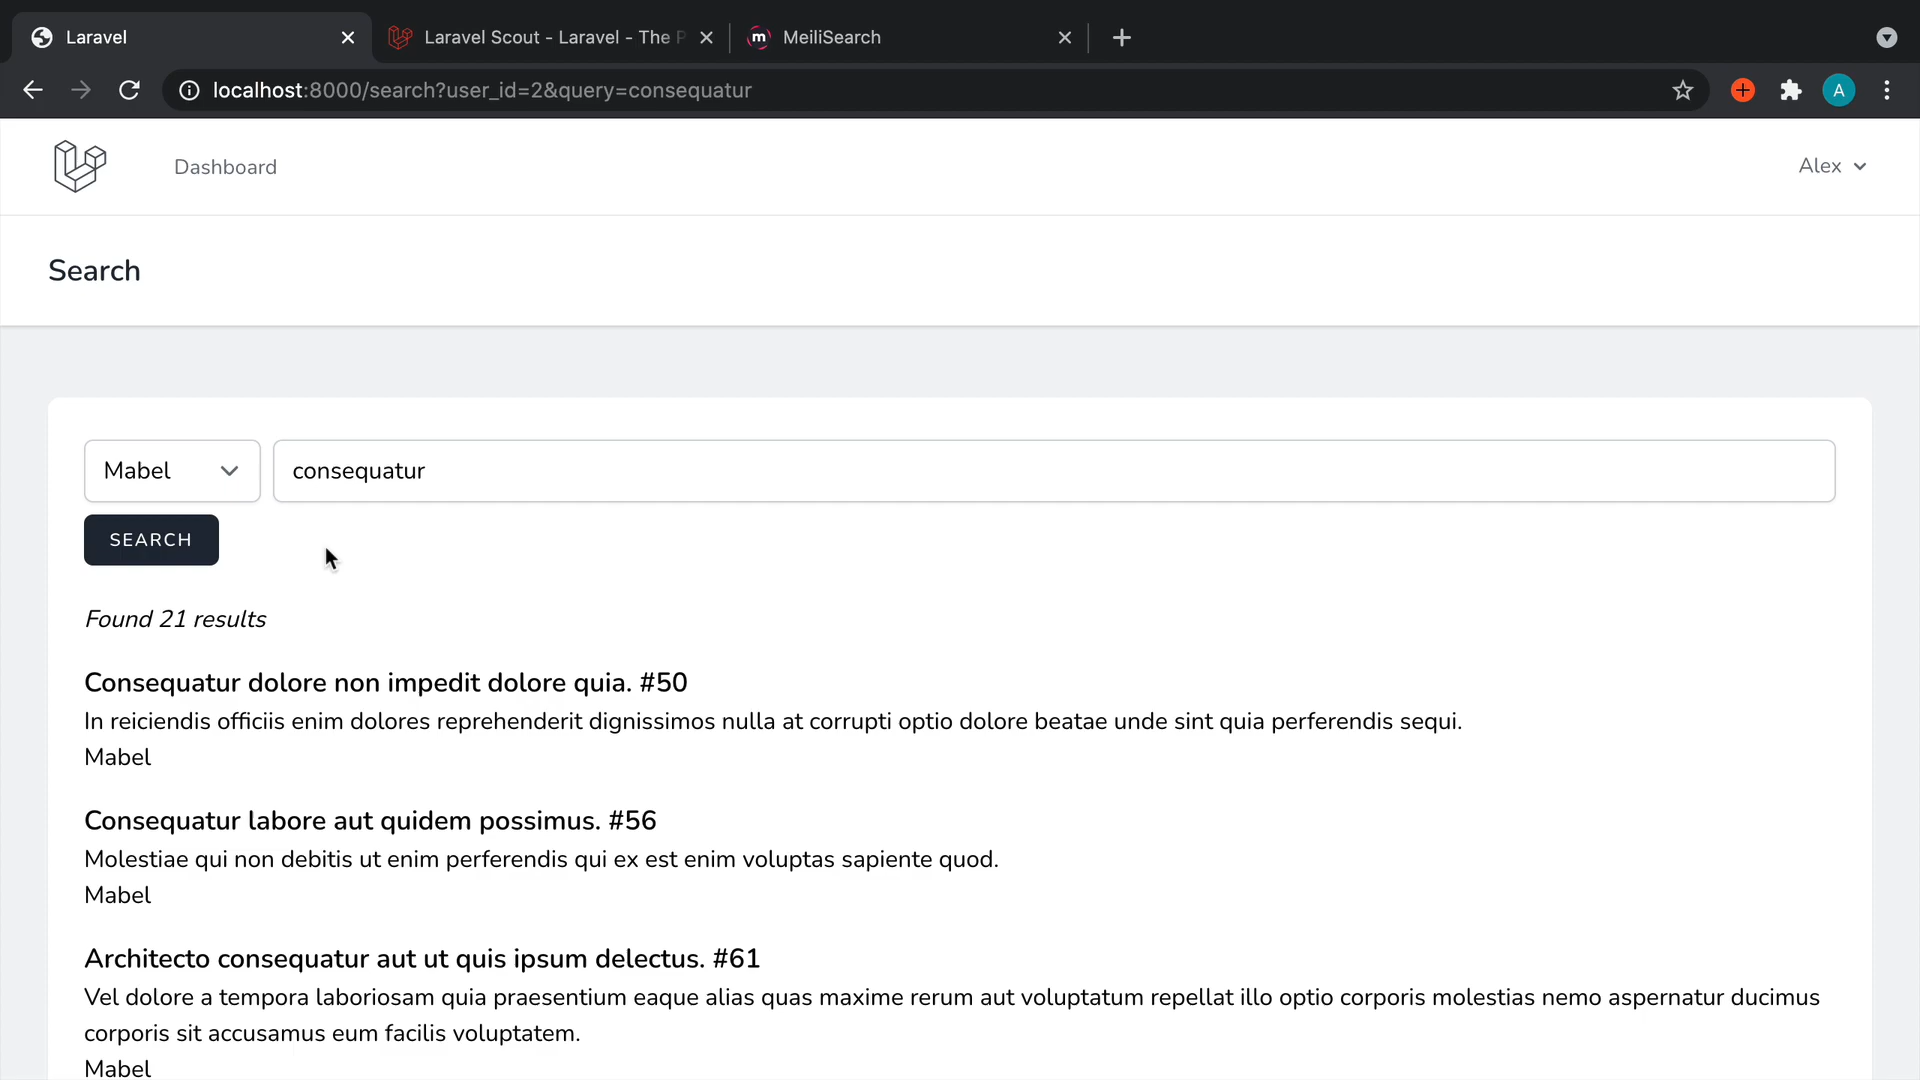 Laravel
Laravel Scout - Laravel - The P
m MeiliSearch
localhost:8000/search?user_id=2&query=consequatur
A
Dashboard
Alex
Search
Mabel
consequatur
SEARCH
Found 21 results
Consequatur dolore non impedit dolore quia. #50
In reiciendis officiis enim dolores reprehenderit dignissimos nulla at corrupti optio dolore beatae unde sint quia perferendis sequi.
Mabel
Consequatur labore aut quidem possimus. #56
Molestiae qui non debitis ut enim perferendis qui ex est enim voluptas sapiente quod.
Mabel
Architecto consequatur aut ut quis ipsum delectus. #61
Vel dolore a tempora laboriosam quia praesentium eaque alias quas maxime rerum aut voluptatum repellat illo optio corporis molestias nemo aspernatur ducimus
corporis sit accusamus eum facilis voluptatem.
Mabel